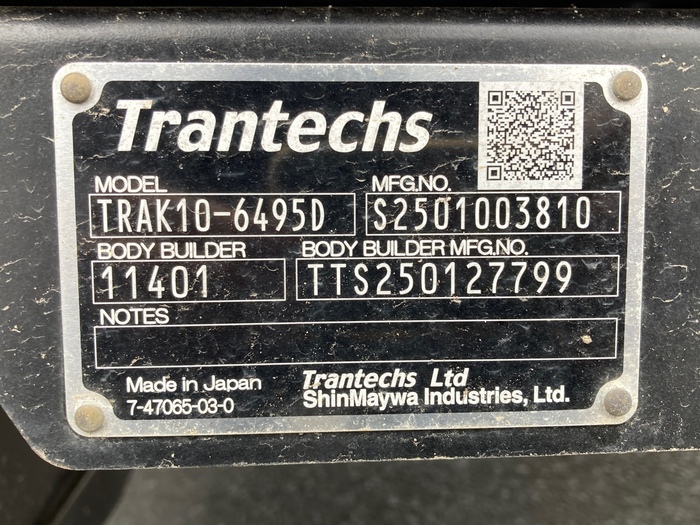 Trantechs
MODEL MFG.NO.
TRAK10-6495D S2501003810
BODY BUILDER BODY BUILDER MFG.NO.
11401 TTS250127799
NOTES
Made in Japan Trantechs Ltd
7-47065-03-0 ShinMaywa Industries, Ltd.